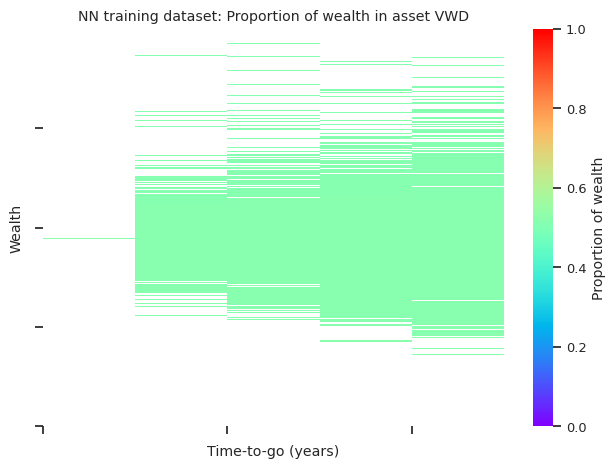 NN training dataset: Proportion of wealth in asset VWD
1.0
0.8
0.6
0.4
0.2
0.0
Proportion of wealth
Wealth
Time-to-go (years)